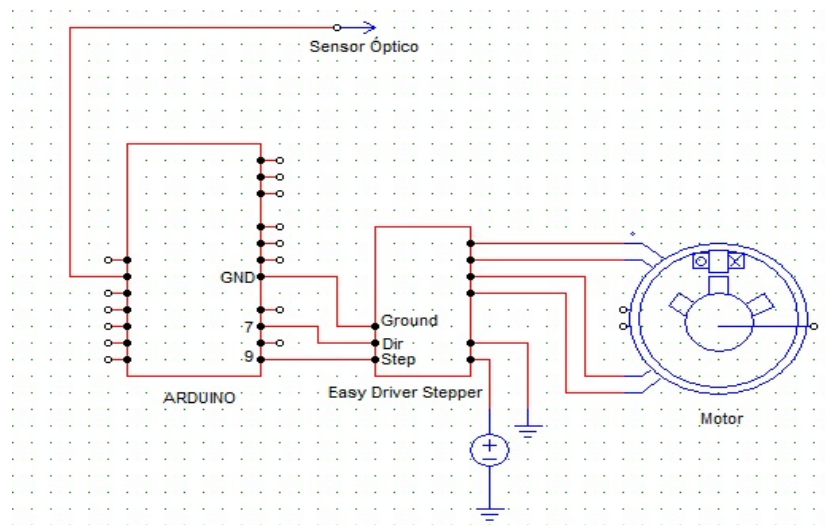 Sensor Óptico
GND
7
9
Ground
Dir
Step
ARDUINO
Easy Driver Stepper
Motor